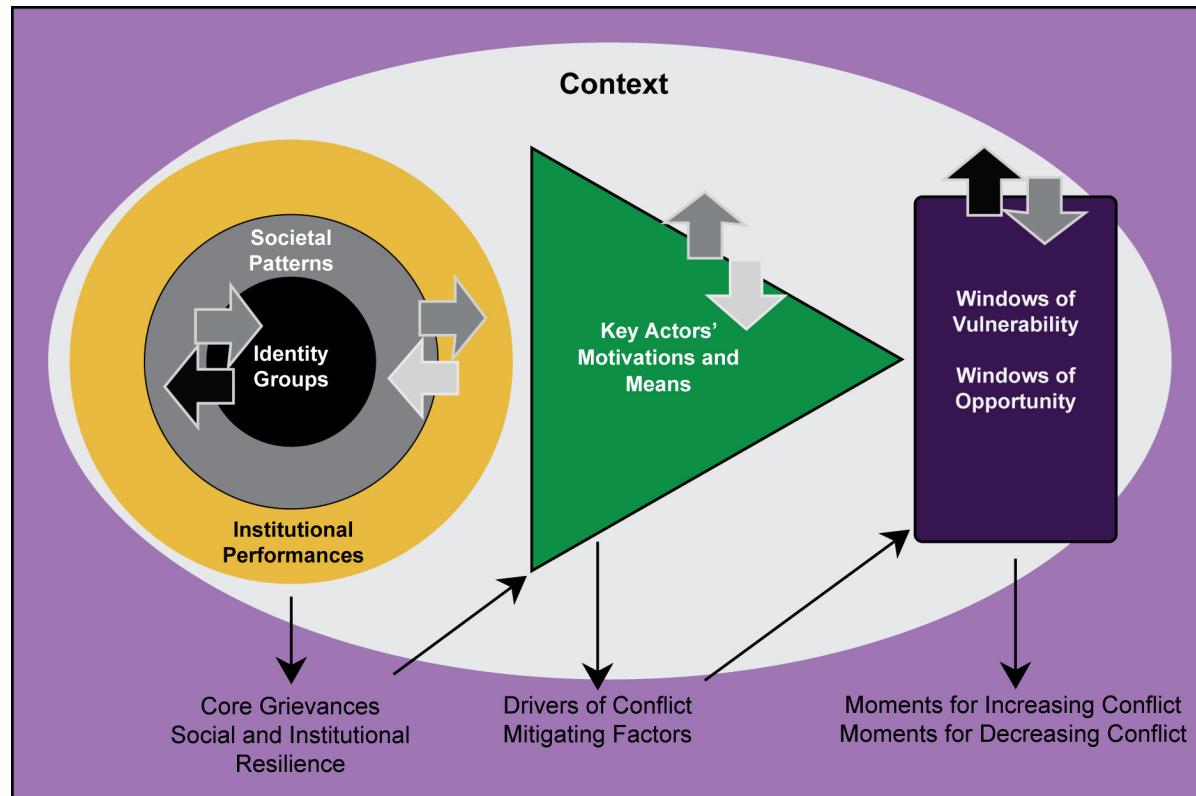 Context
Societal
Patterns
Identity
Groups
Institutional
Performances
Key Actors’
Motivations and
Means
Windows of
Vulnerability
Windows of
Opportunity
Core Grievances
Social and Institutional
Resilience
Drivers of Conflict
Mitigating Factors
Moments for Increasing Conflict
Moments for Decreasing Conflict